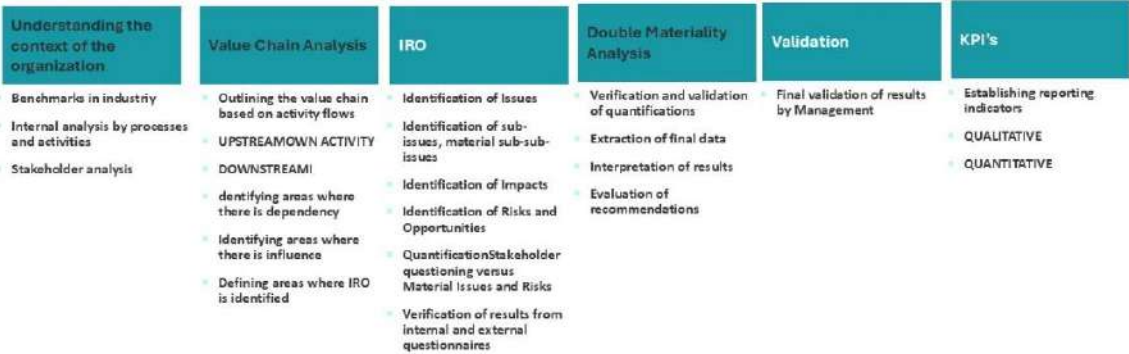 Understanding the
context of the
organization
Benchmarks in industriy
Internal analysis by processes
and activities
Stakeholder analysis
Value Chain Analysis
Outlining the value chain
based on activity flows
UPSTREAMOWN ACTIVITY
DOWNSTREAMI
dentifying areas where
there is dependency
Identifying areas where
there is influence
Defining areas where IRO
is identified
IRO
Identification of Issues
Identification of sub-
issues, material sub-sub-
issues
Identification of Impacts
Identification of Risks and
Opportunities
QuantificationStakeholder
questioning versus
Material Issues and Risks
Verification of results from
internal and external
questionnaires
Double Materiality
Analysis
Verification and validation
of quantifications
Extraction of final data
Interpretation of results
Evaluation of
recommendations
Validation
Final validation of results
by Management
KPI's
Establishing reporting
indicators
QUALITATIVE
QUANTITATIVE